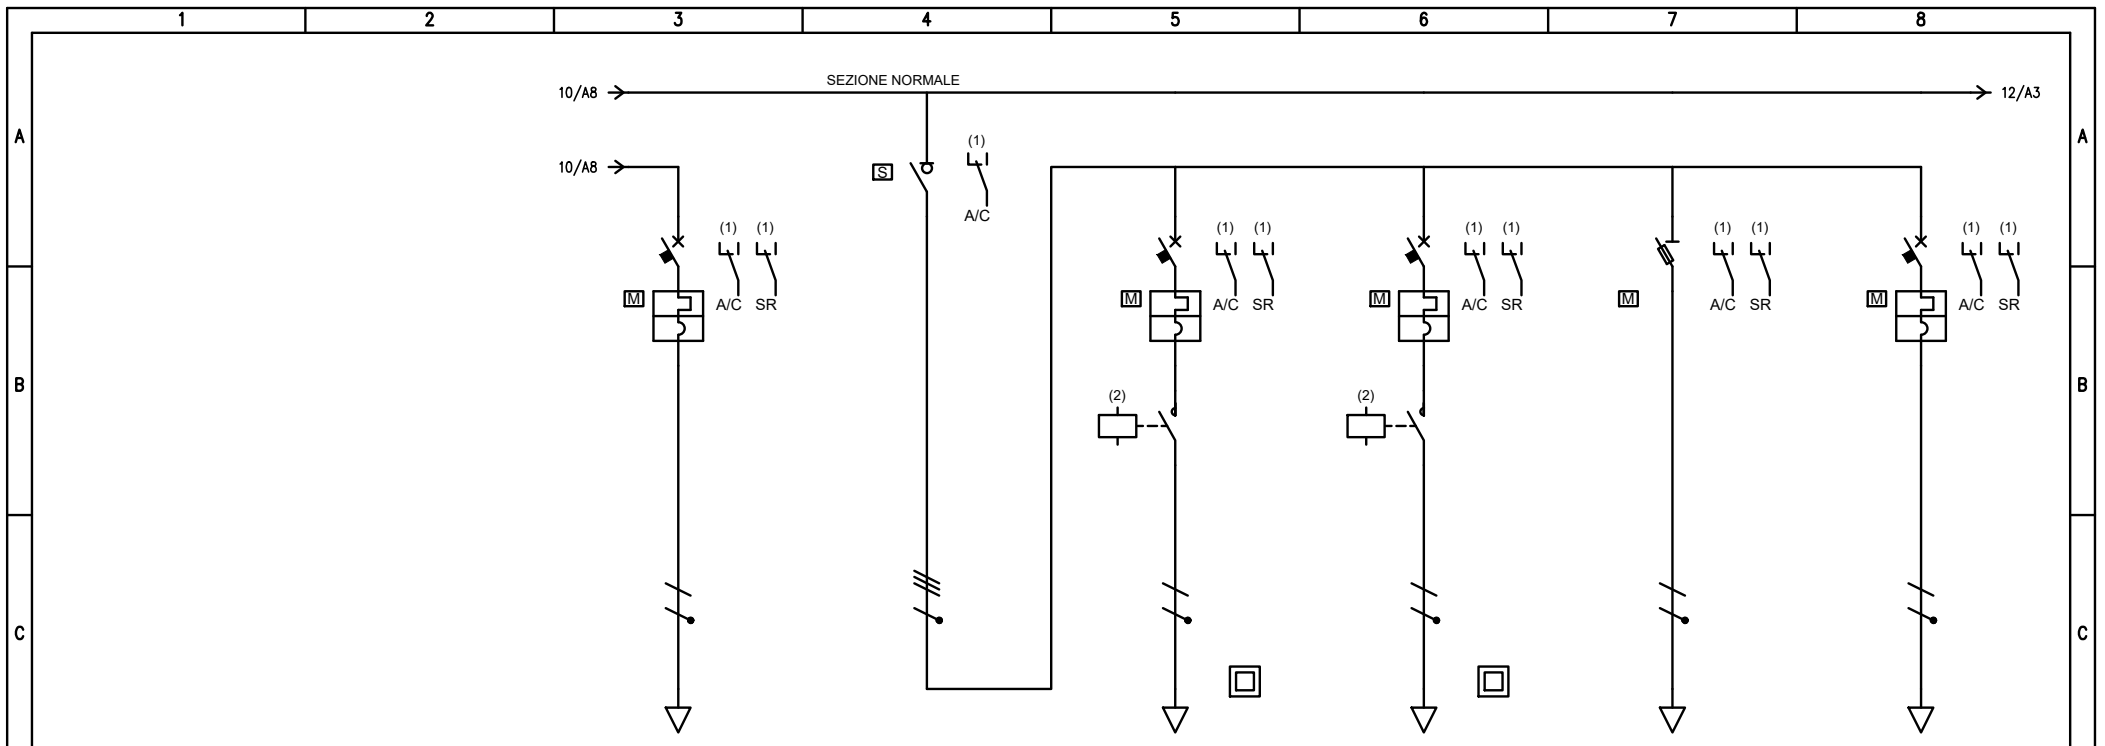 1 2 3 4 5 6 7 8
SEZIONE NORMALE
10/A8 12/A3
A A
(1)
10/A8
S
A/C
(1) (1) (1) (1) (1) (1) (1) (1) (1) (1)
M A/C SR M A/C SR M A/C SR M A/C SR M A/C SR
B B
(2) (2)
C C